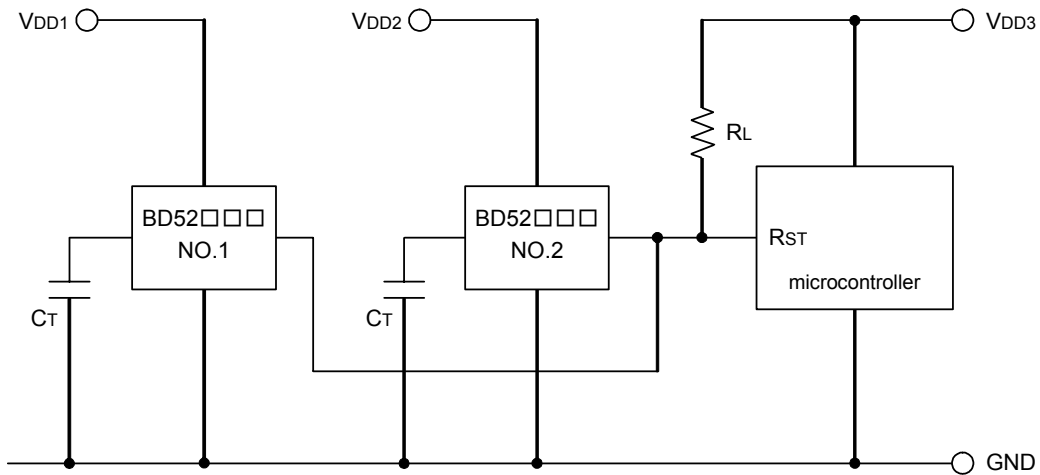 VDD1
VDD2
VDD3
RL
BD52□□□
NO.1
BD52□□□
NO.2
RST
microcontroller
CT
CT
GND